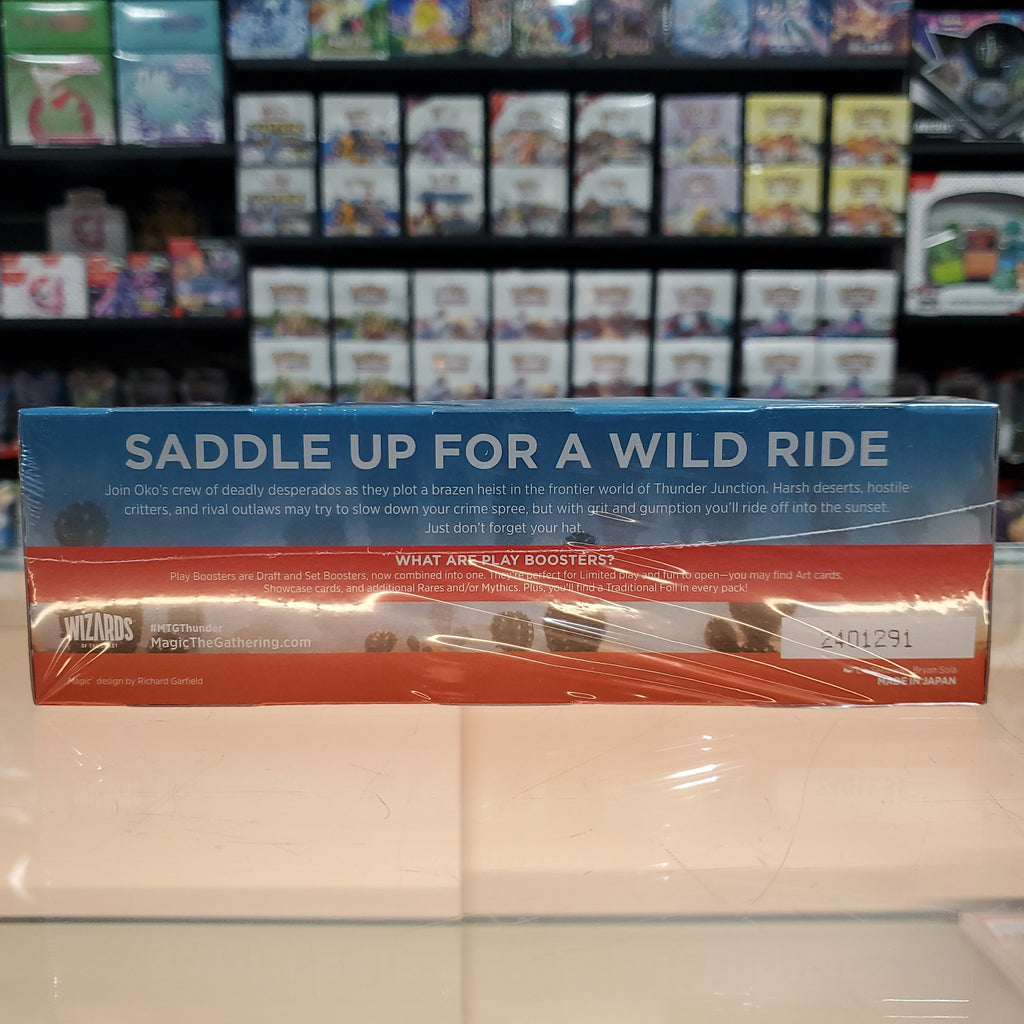 SADDLE UP FOR A WILD RIDE
Join Oko's crew of deadly desperados as they plot a brazen heist in the frontier world of Thunder Junction. Harsh deserts, hostile
critters, and rival outlaws may try to slow down your crime spree, but with grit and gumption you'll ride off into the sunset.
Just don't forget your hat.
WHAT ARE PLAY BOOSTERS?
Play Boosters are Draft and Set Boosters, now combined into one. They're perfect for Limited play and fun to open—you may find Art cards,
Showcase cards, and additional Rares and/or Mythics. Plus, you'll find a Traditional Foil in every pack!
WIZARDS
OF THE COAST
#MTGThunder
MagicTheGathering.com
2401291
Magic™ design by Richard Garfield
Bryan Sola
MADE IN JAPAN